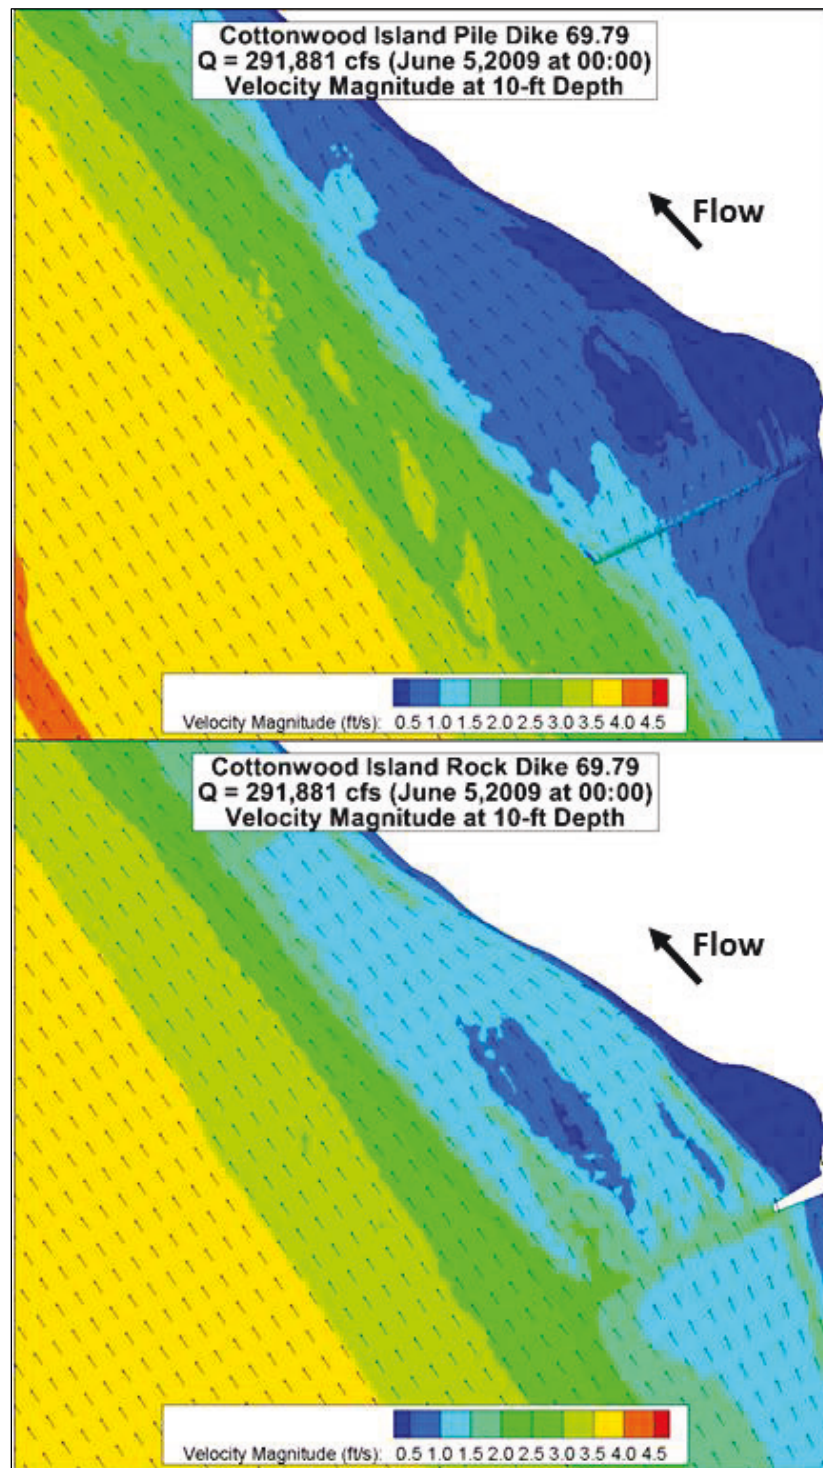 Cottonwood Island Pile Dike 69.79
Q = 291,881 cfs (June 5,2009 at 00:00)
Velocity Magnitude at 10-ft Depth
Flow
Velocity Magnitude (ft/s): 0.5 1.0 1.5 2.0 2.5 3.0 3.5 4.0 4.5
Cottonwood Island Rock Dike 69.79
Q = 291,881 cfs (June 5,2009 at 00:00)
Velocity Magnitude at 10-ft Depth
Flow
Velocity Magnitude (ft/s): 0.5 1.0 1.5 2.0 2.5 3.0 3.5 4.0 4.5